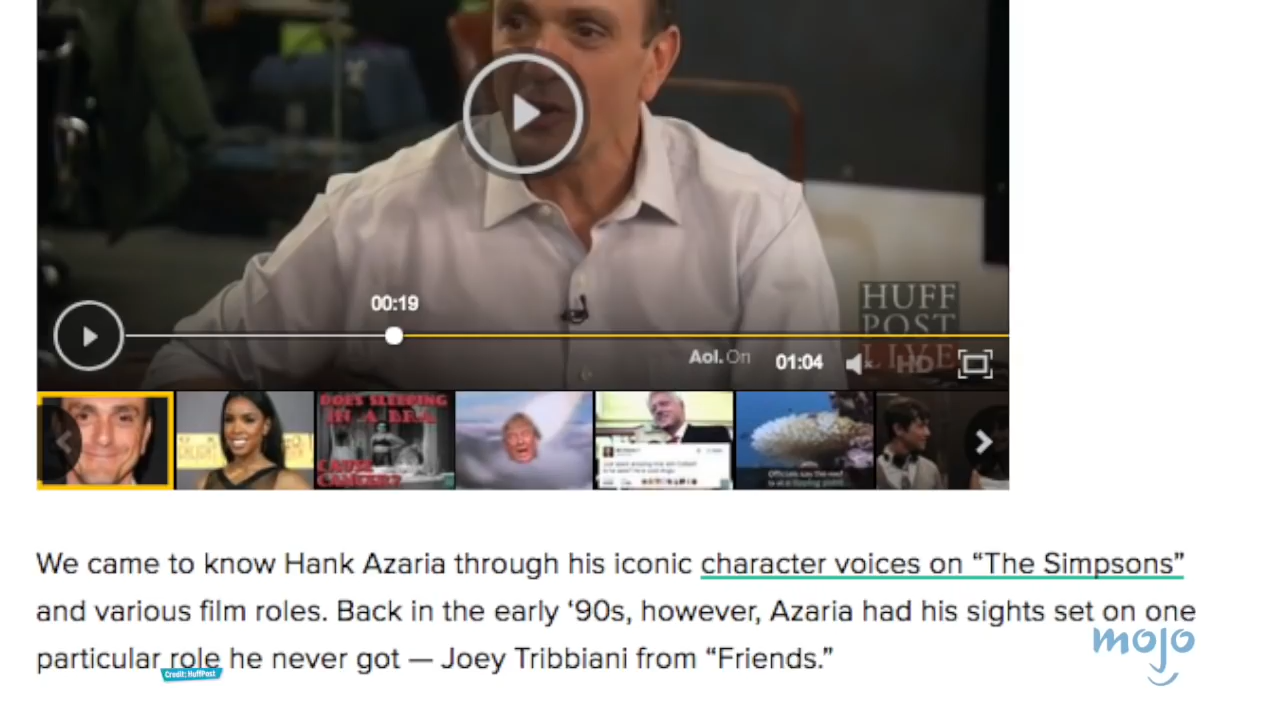 00:19
HUFF
POST
LIVE
Aol.On
01:04
HD
DOES SLEEPING
IN A BRA
CAUSE
CANCER?
We came to know Hank Azaria through his iconic character voices on “The Simpsons”
and various film roles. Back in the early ‘90s, however, Azaria had his sights set on one
particular role he never got — Joey Tribbiani from “Friends.”
Credit: HuffPost
mojo